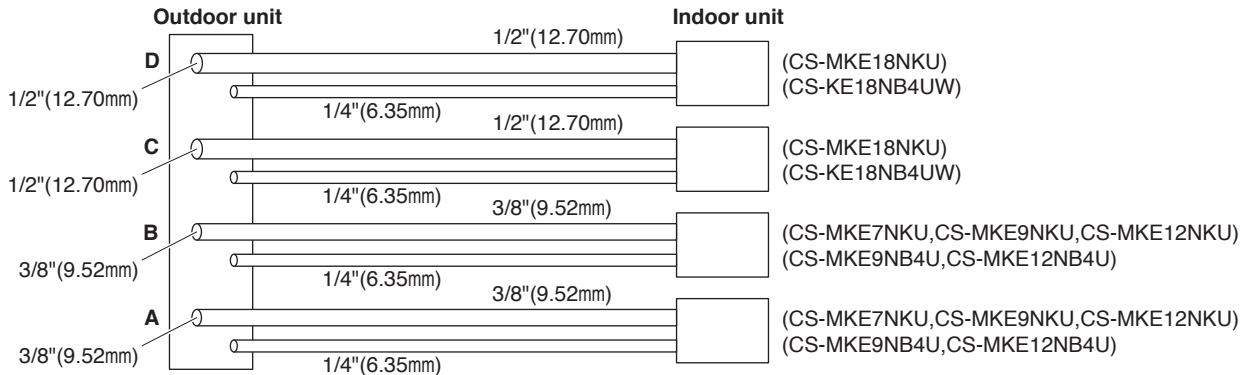 Outdoor unit
Indoor unit
D
1/2"(12.70mm)
1/2"(12.70mm)
1/4"(6.35mm)
(CS-MKE18NKU)
(CS-KE18NB4UW)
C
1/2"(12.70mm)
1/2"(12.70mm)
1/4"(6.35mm)
(CS-MKE18NKU)
(CS-KE18NB4UW)
B
3/8"(9.52mm)
3/8"(9.52mm)
1/4"(6.35mm)
(CS-MKE7NKU,CS-MKE9NKU,CS-MKE12NKU)
(CS-MKE9NB4U,CS-MKE12NB4U)
A
3/8"(9.52mm)
3/8"(9.52mm)
1/4"(6.35mm)
(CS-MKE7NKU,CS-MKE9NKU,CS-MKE12NKU)
(CS-MKE9NB4U,CS-MKE12NB4U)